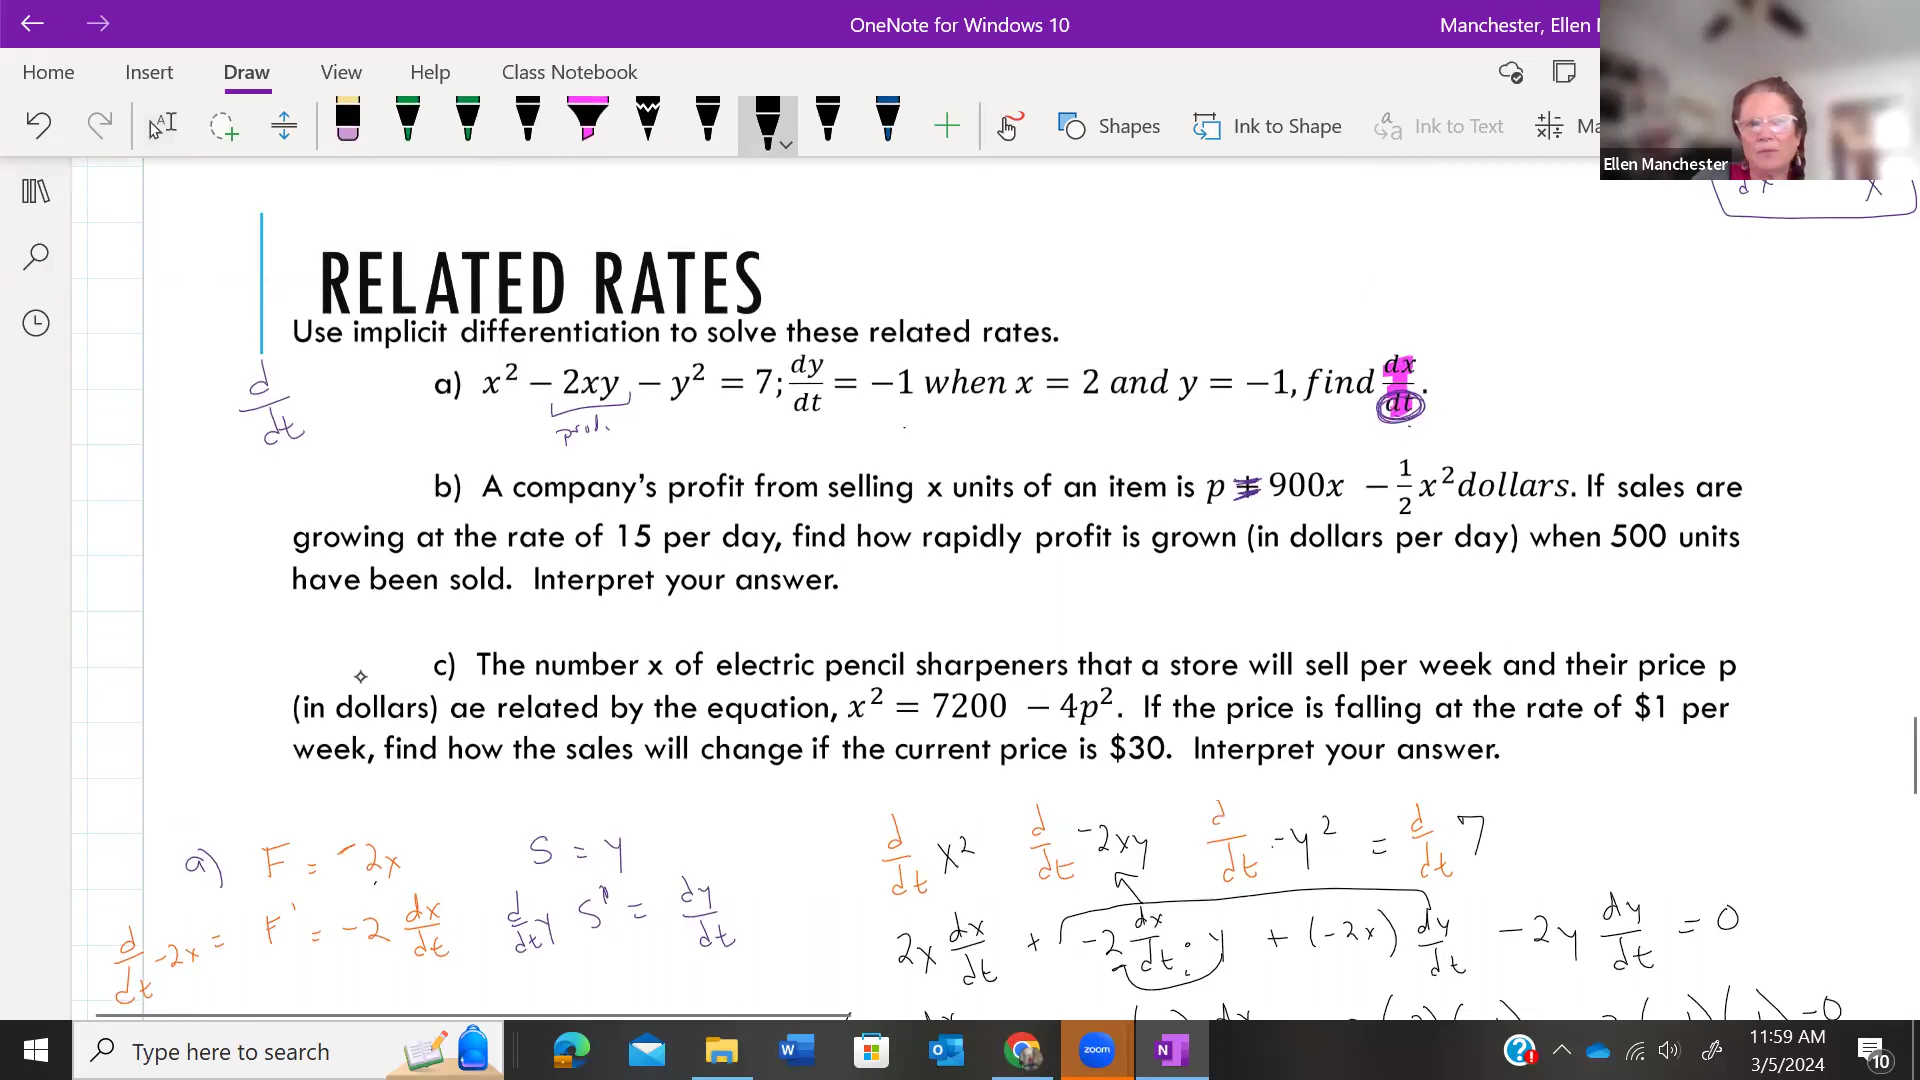 OneNote for Windows 10
Manchester, Ellen
Home Insert Draw View Help Class Notebook
Shapes Ink to Shape Ink to Text Ma
Ellen Manchester
RELATED RATES
Use implicit differentiation to solve these related rates.
a) x² − 2xy − y² = 7; dy/dt = −1 when x = 2 and y = −1, find dx/dt.
d/dt
prod.
b) A company's profit from selling x units of an item is p = 900x − 1/2 x² dollars. If sales are
growing at the rate of 15 per day, find how rapidly profit is grown (in dollars per day) when 500 units
have been sold. Interpret your answer.
c) The number x of electric pencil sharpeners that a store will sell per week and their price p
(in dollars) ae related by the equation, x² = 7200 − 4p². If the price is falling at the rate of $1 per
week, find how the sales will change if the current price is $30. Interpret your answer.
a) F = -2x S = y
d/dt -2x = F' = -2 dx/dt d/dt y S' = dy/dt
d/dt x² d/dt -2xy d/dt -y² = d/dt 7
2x dx/dt + -2 dx/dt · y + (-2x) dy/dt - 2y dy/dt = 0
Type here to search
zoom
11:59 AM
3/5/2024
10